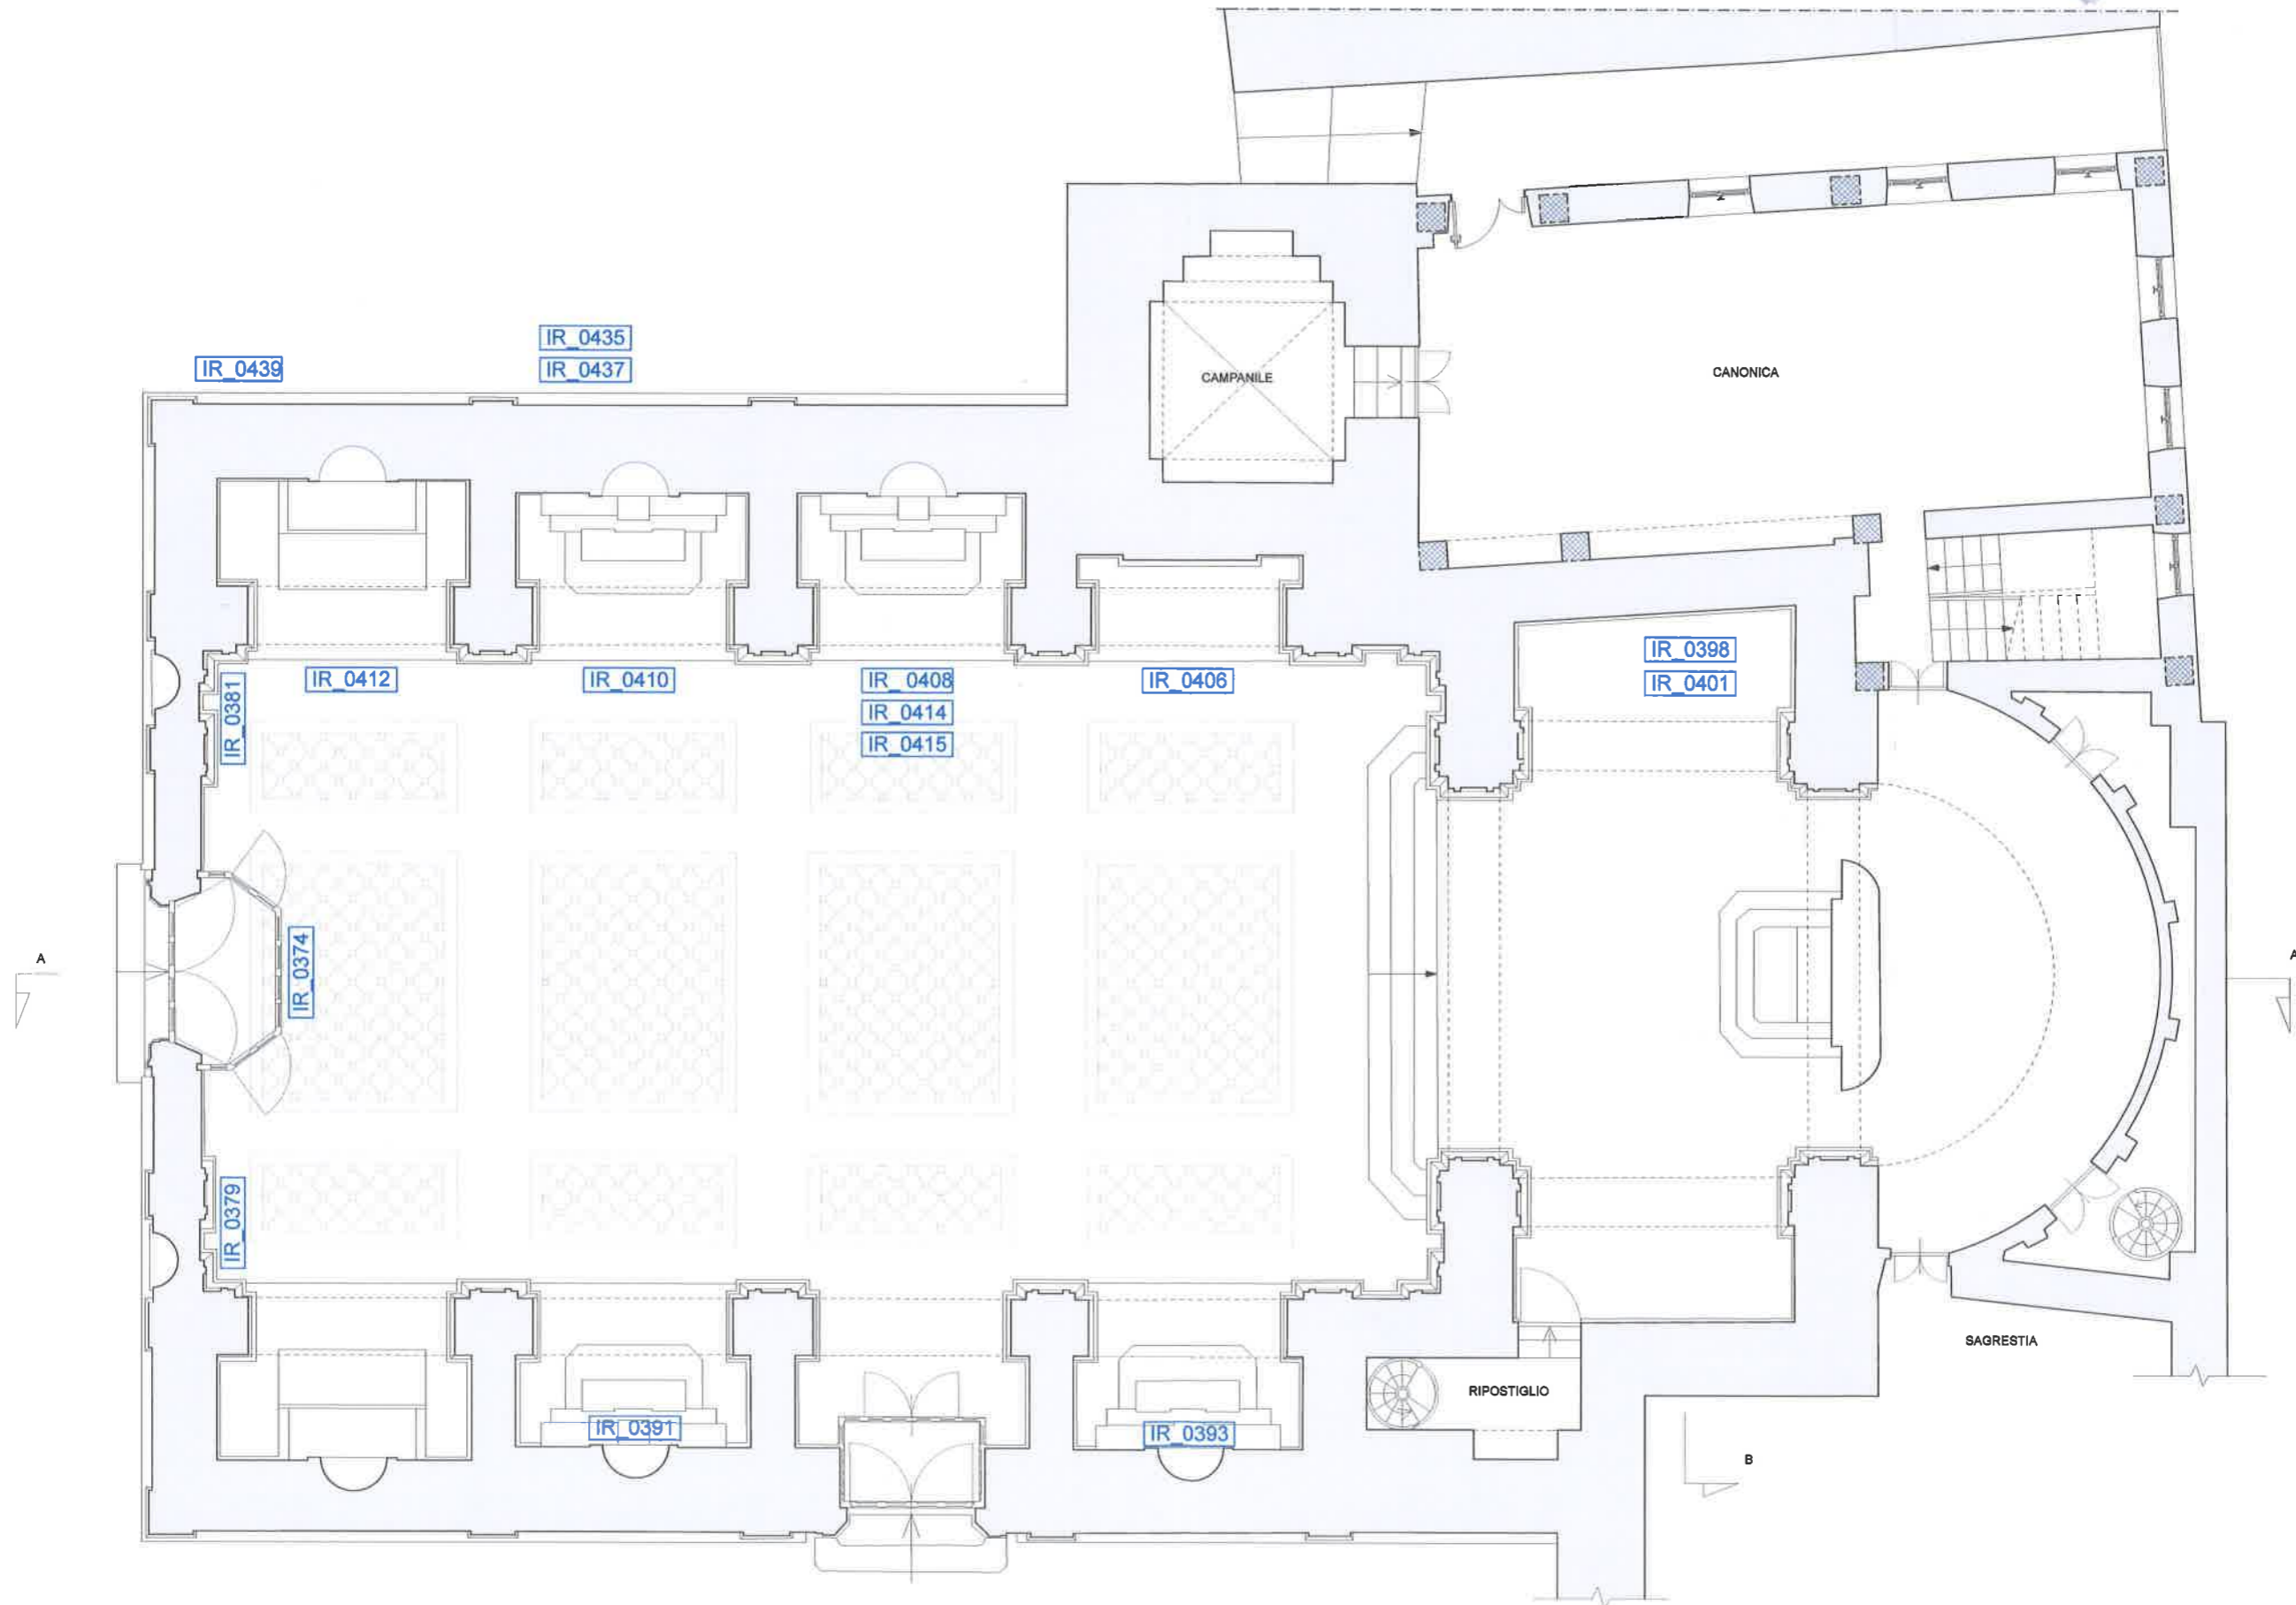 IR_0435
IR_0439
IR_0437
CAMPANILE
CANONICA
IR_0398
IR_0401
IR_0412
IR_0410
IR_0408
IR_0406
IR_0414
IR_0415
IR_0381
IR_0374
A
A
IR_0379
SAGRESTIA
RIPOSTIGLIO
IR_0391
IR_0393
B